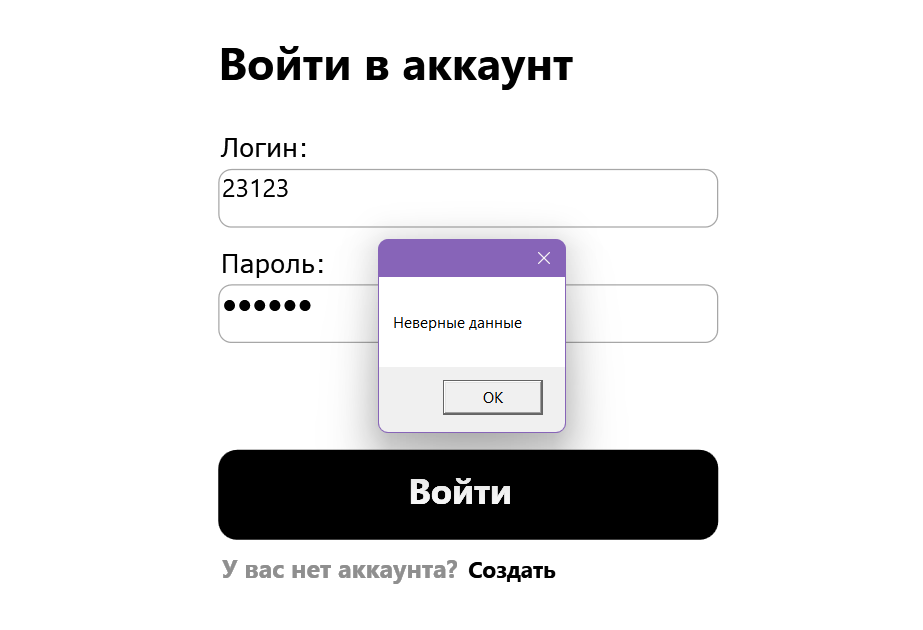 Войти в аккаунт
Логин:
23123
Пароль:
●●●●●●
Неверные данные
OK
Войти
У вас нет аккаунта? Создать